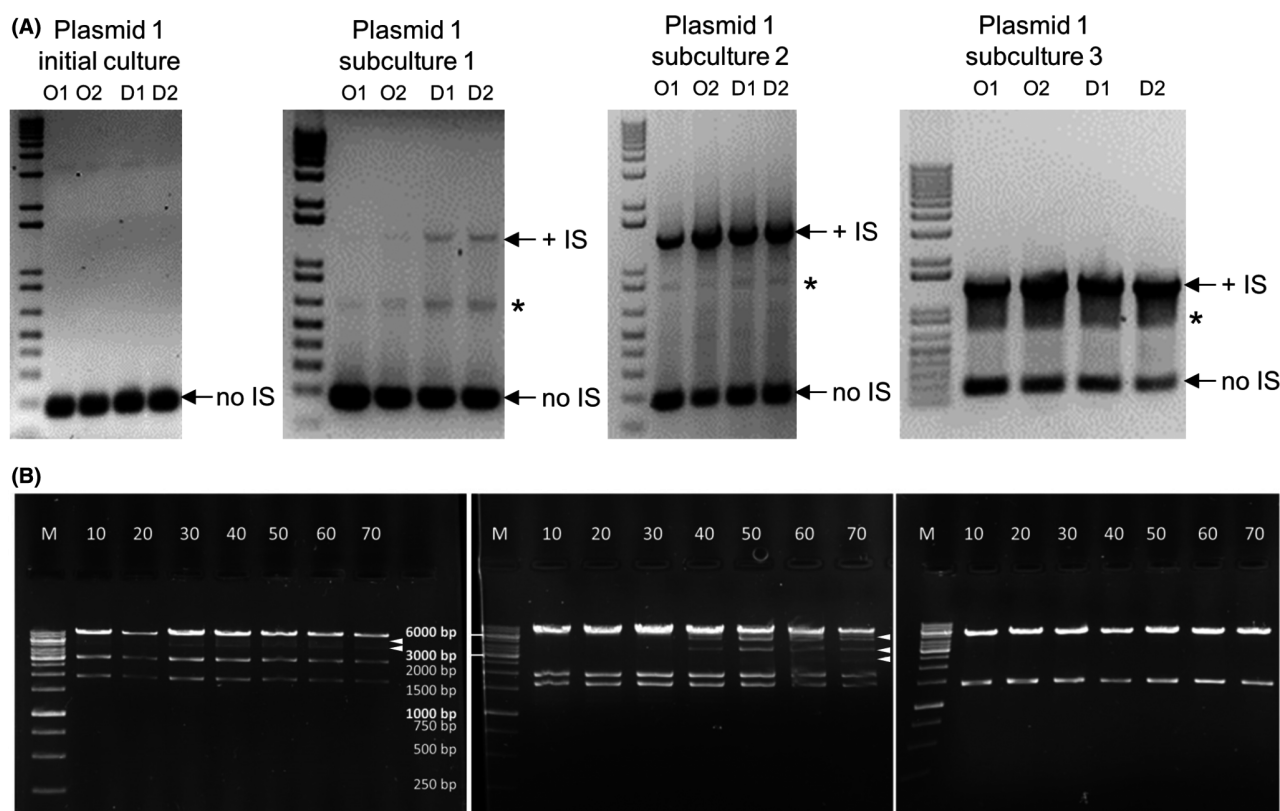 (A)
Plasmid 1
initial culture
O1 O2 D1 D2
no IS
Plasmid 1
subculture 1
O1 O2 D1 D2
+ IS
*
no IS
Plasmid 1
subculture 2
O1 O2 D1 D2
+ IS
*
no IS
Plasmid 1
subculture 3
O1 O2 D1 D2
+ IS
*
no IS
(B)
M 10 20 30 40 50 60 70
6000 bp
3000 bp
2000 bp
1500 bp
1000 bp
750 bp
500 bp
250 bp
M 10 20 30 40 50 60 70
M 10 20 30 40 50 60 70